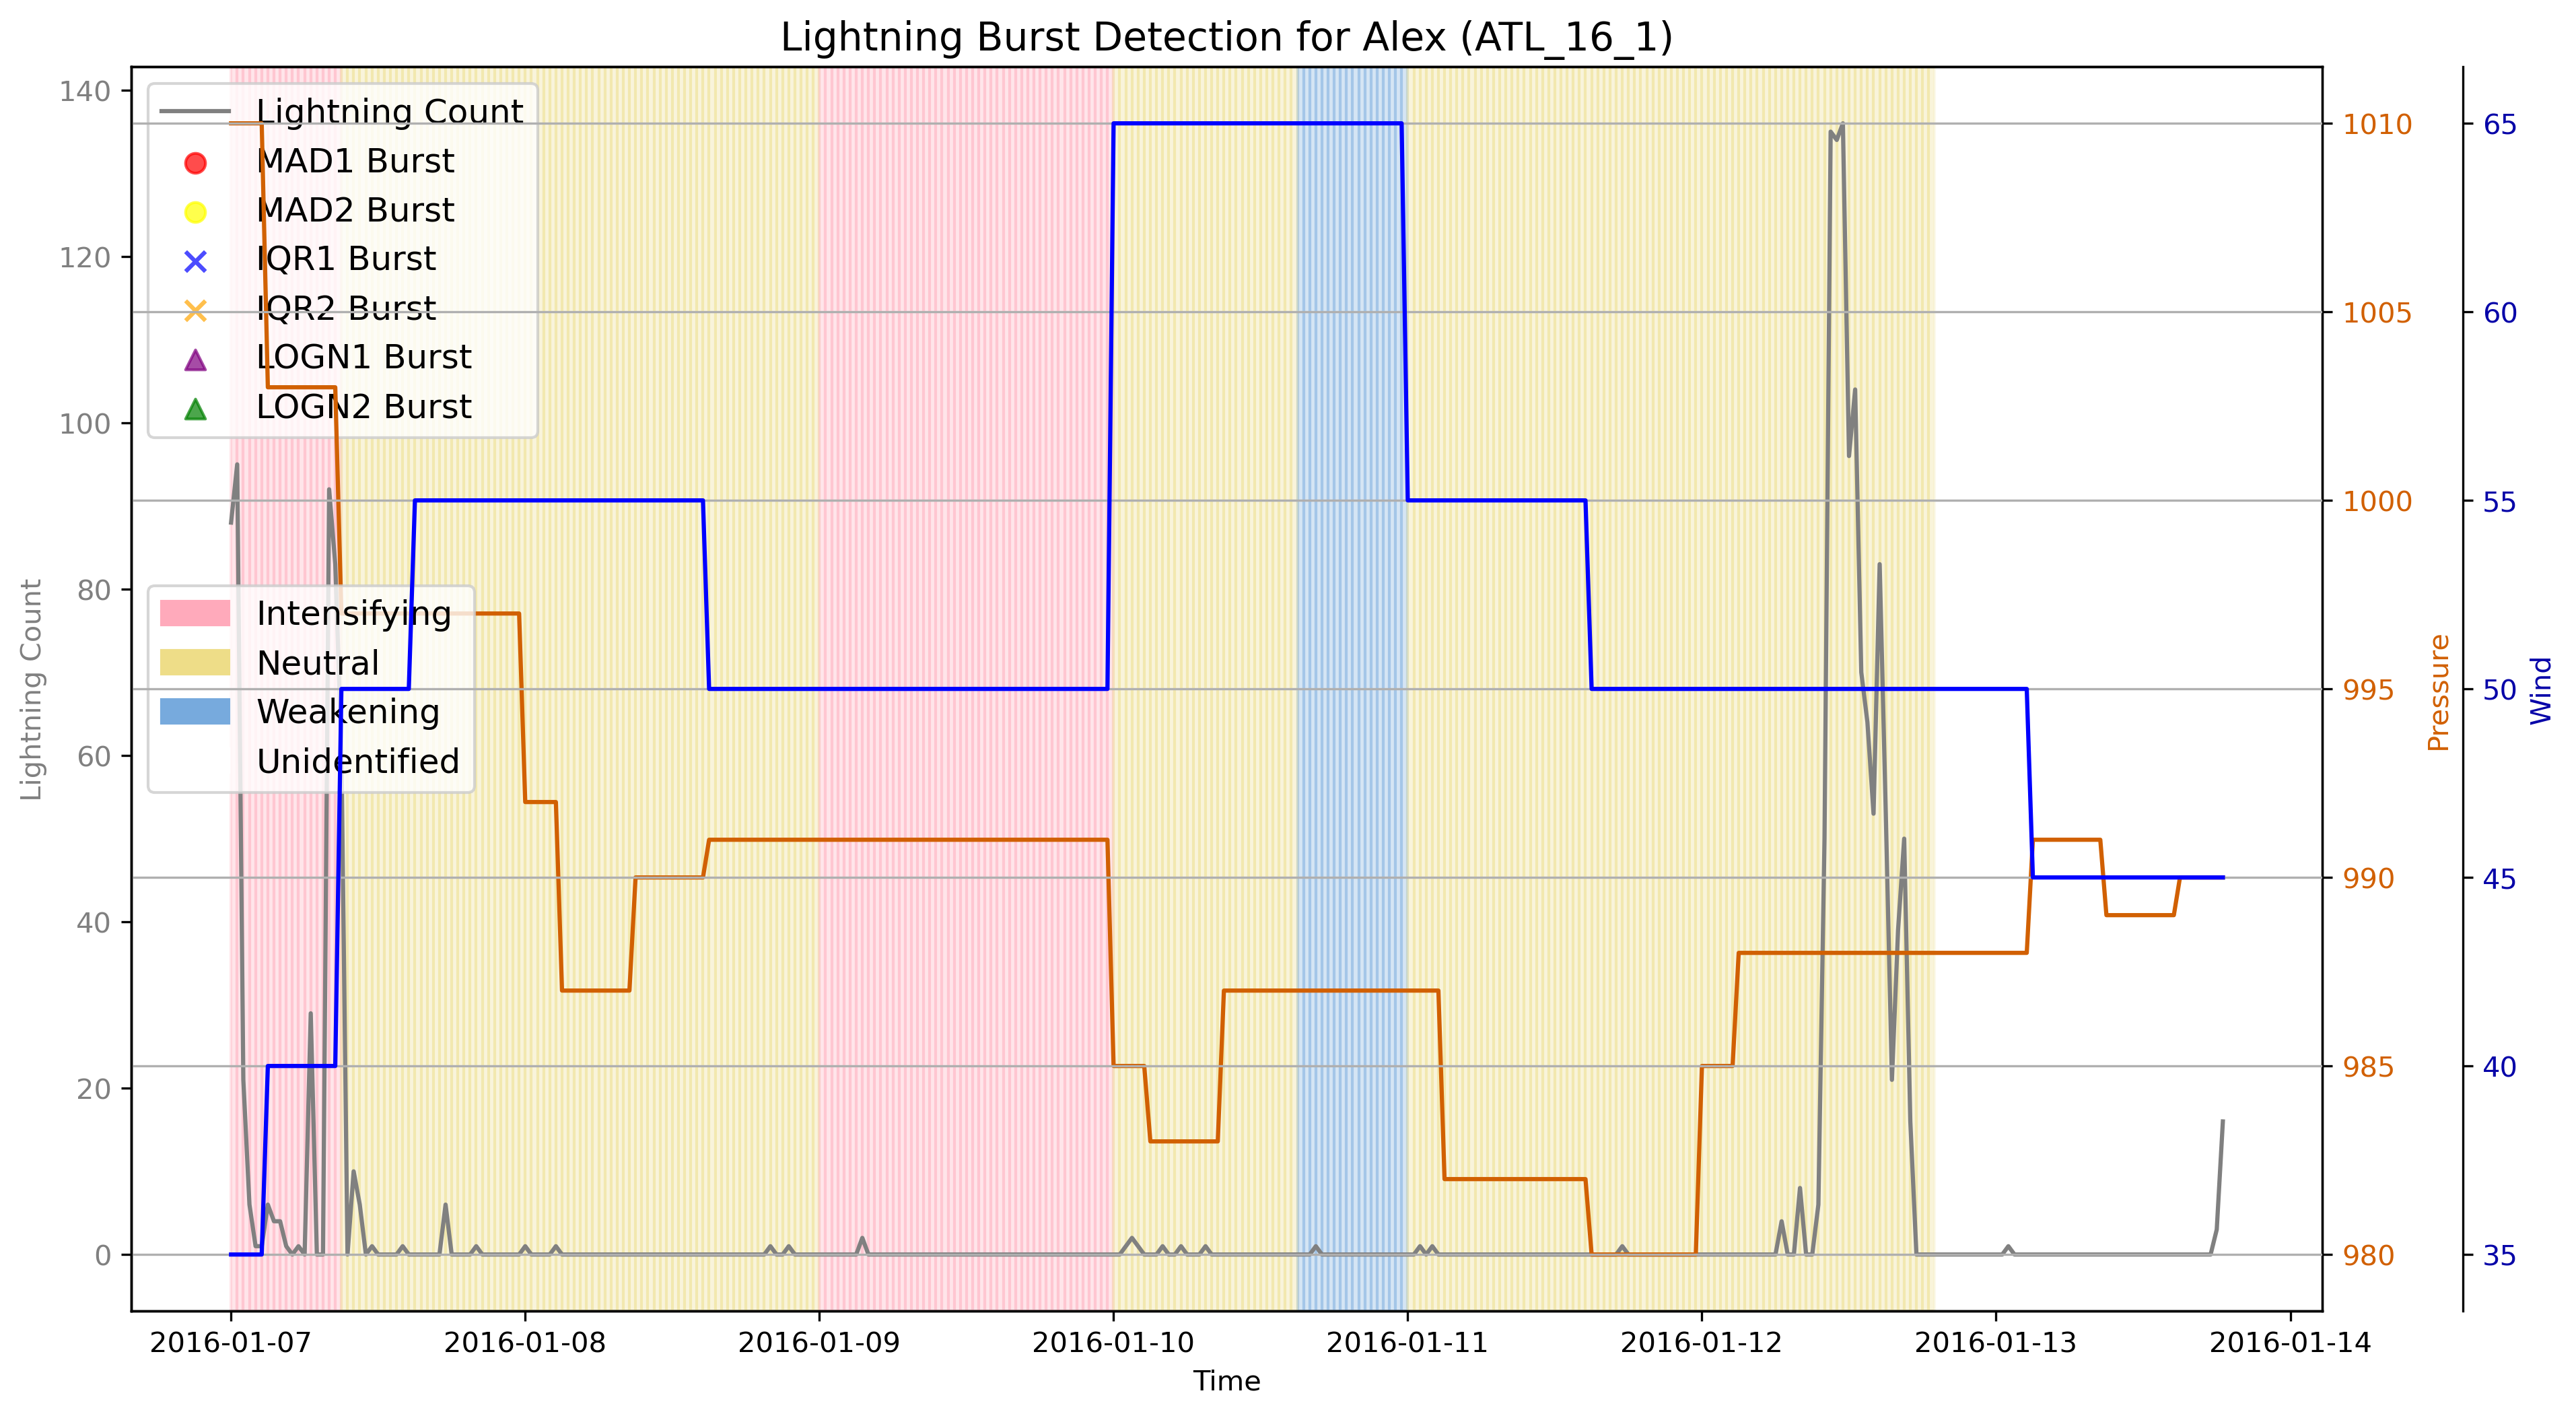 Lightning Burst Detection for Alex (ATL_16_1)
Lightning Count
140
120
100
80
60
40
20
0
Lightning Count
MAD1 Burst
MAD2 Burst
IQR1 Burst
IQR2 Burst
LOGN1 Burst
LOGN2 Burst
Intensifying
Neutral
Weakening
Unidentified
1010
1005
1000
995
990
985
980
Pressure
65
60
55
50
45
40
35
Wind
2016-01-07
2016-01-08
2016-01-09
2016-01-10
2016-01-11
2016-01-12
2016-01-13
2016-01-14
Time